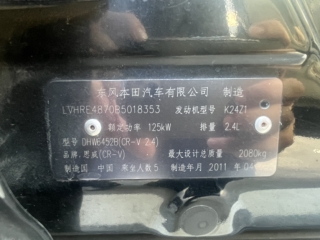 东风本田汽车有限公司 制造
LVHRE4870B5018353 发动机型号 K24Z1
额定功率 125kW 排量 2.4L
型号 DHW6452B(CR-V 2.4)
品牌:思威(CR-V) 最大设计总质量 2080kg
制造国 中国 乘坐人数 5 制造年月 2011